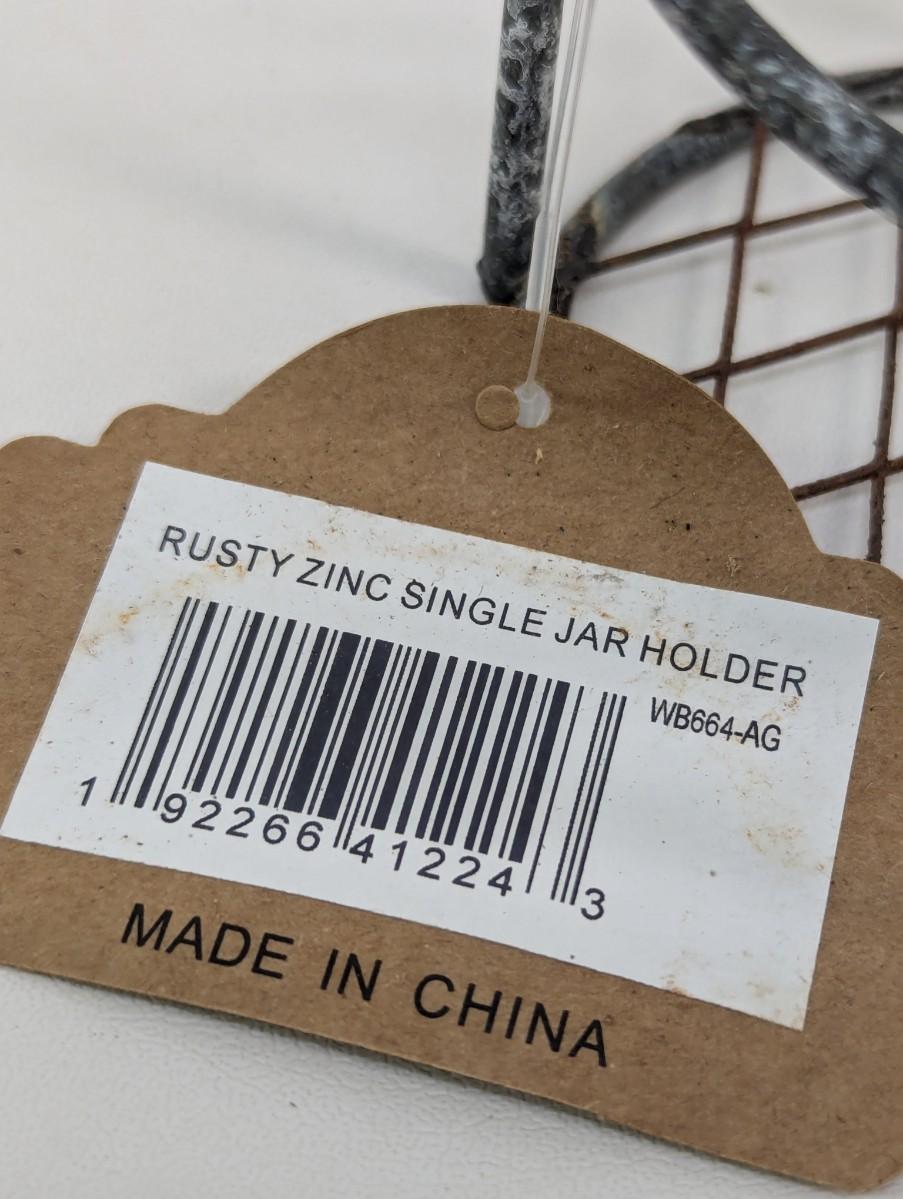 RUSTY ZINC SINGLE JAR HOLDER
WB664-AG
1 92266 41224 3
MADE IN CHINA